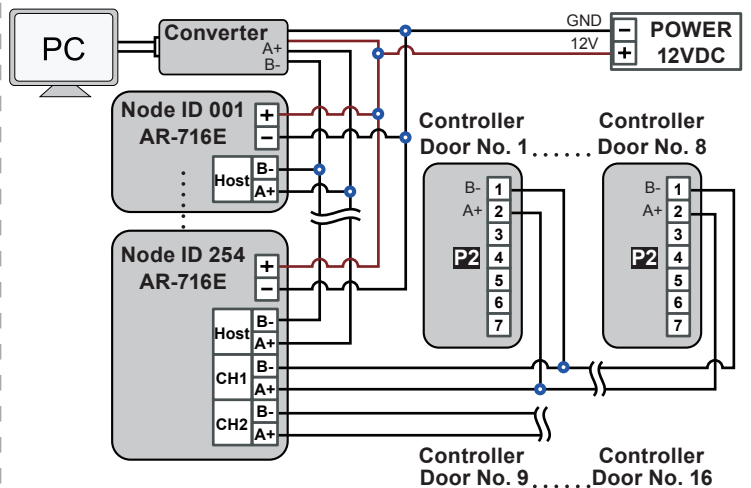 PC
Converter
A+
B-
GND
12V
POWER
12VDC
−
+
Node ID 001
AR-716E
+
−
Host
B-
A+
Node ID 254
AR-716E
+
−
Host
B-
A+
CH1
B-
A+
CH2
B-
A+
Controller
Door No. 1 . . . . . . Door No. 8
Controller
B- 1
A+ 2
3
P2 4
5
6
7
B- 1
A+ 2
3
P2 4
5
6
7
Controller
Door No. 9 . . . . . . Door No. 16
Controller